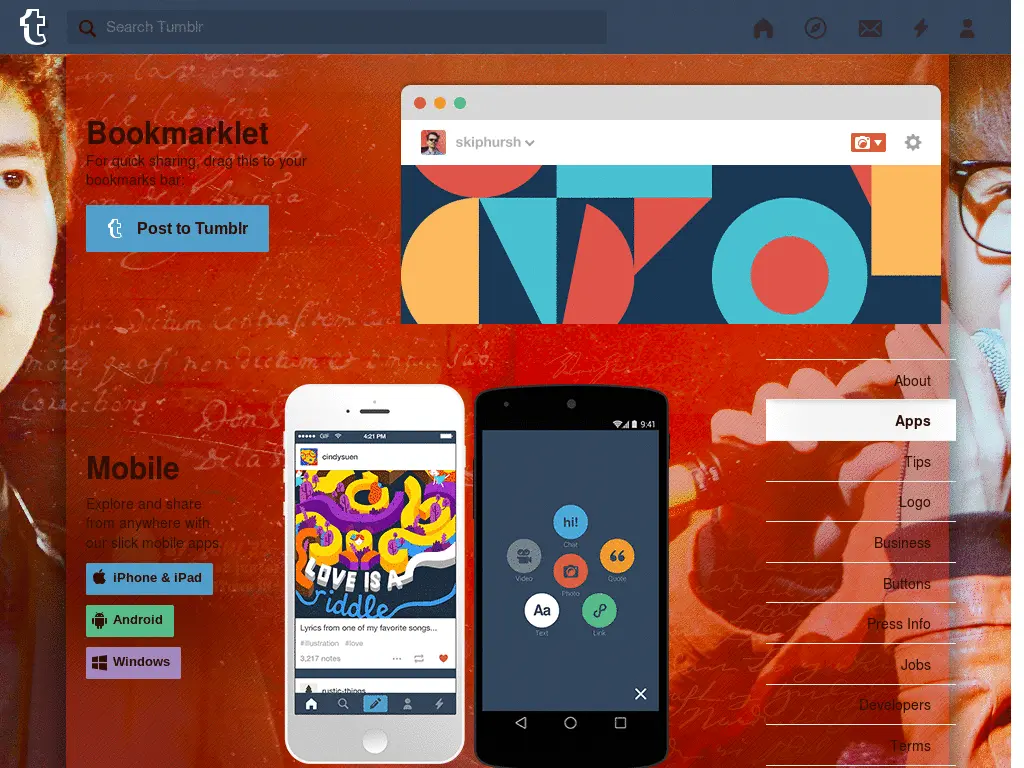 Search Tumblr
Bookmarklet
For quick sharing, drag this to your
bookmarks bar:
Post to Tumblr
skiphursh
Mobile
Explore and share
from anywhere with
our slick mobile apps.
iPhone & iPad
Android
Windows
GIF
4:21 PM
cindysuen
LOVE IS A
riddle
Lyrics from one of my favorite songs...
#illustration #love
3,217 notes
rustic-things
9:41
hi!
Chat
Video
Quote
Photo
Aa
Text
Link
About
Apps
Tips
Logo
Business
Buttons
Press Info
Jobs
Developers
Terms